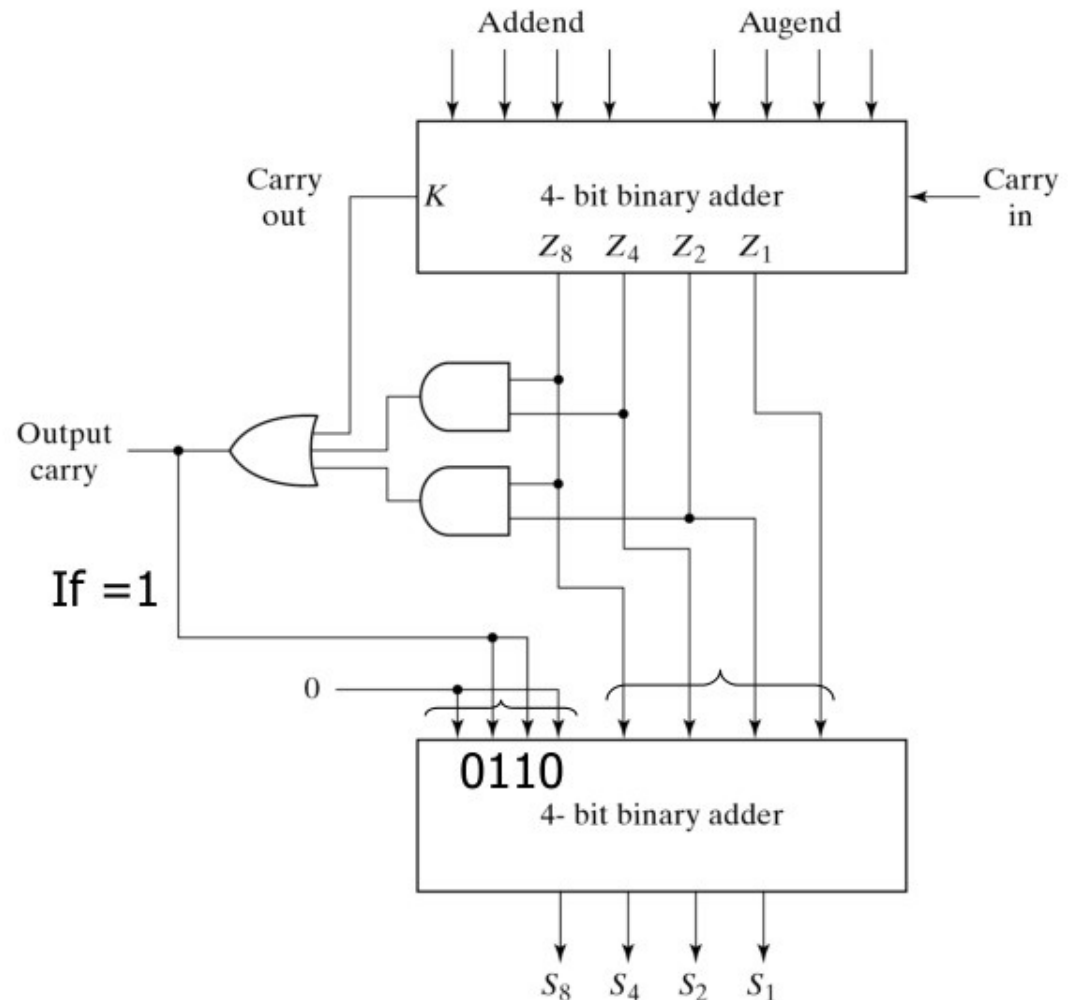 Addend Augend
Carry
out
K
4- bit binary adder
Carry
in
Z8 Z4 Z2 Z1
Output
carry
If =1
0
0110
4- bit binary adder
S8 S4 S2 S1